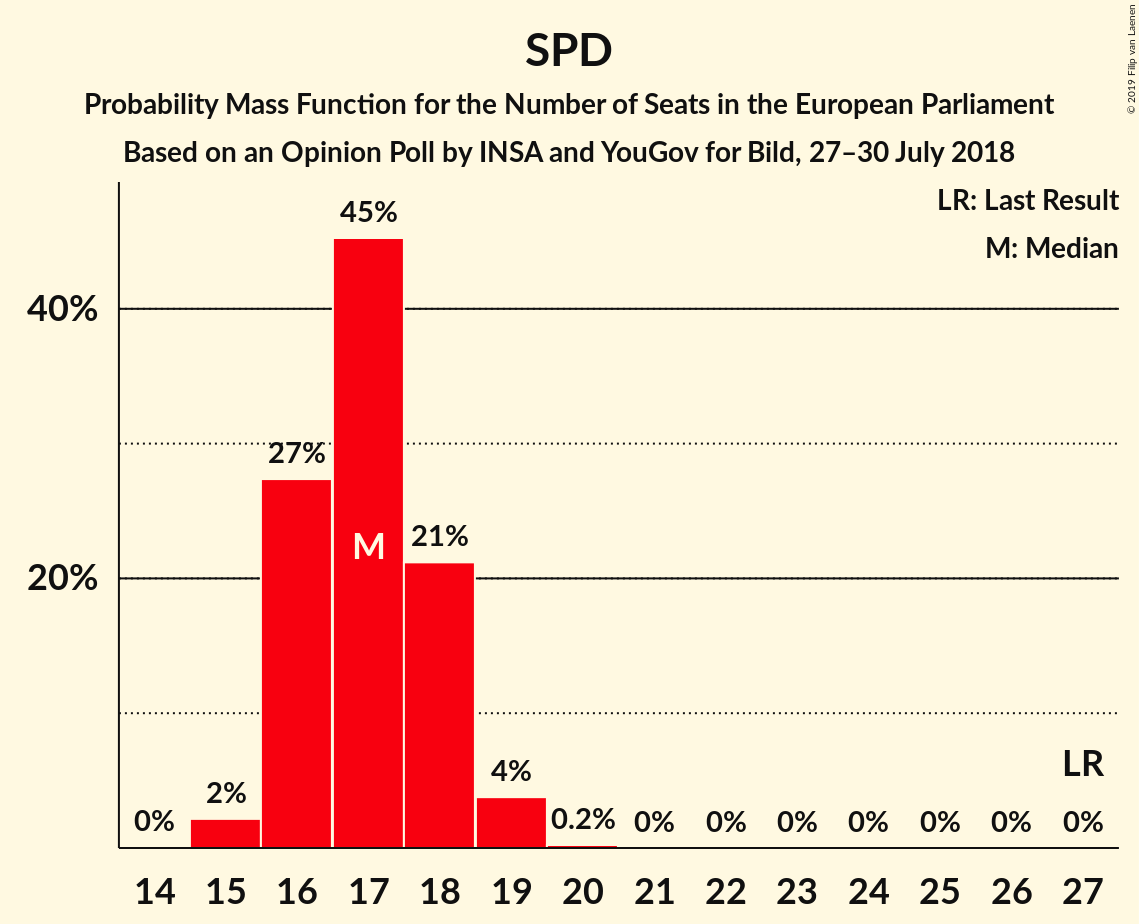 SPD
Probability Mass Function for the Number of Seats in the European Parliament
Based on an Opinion Poll by INSA and YouGov for Bild, 27–30 July 2018
© 2019 Filip van Laenen
LR: Last Result
M: Median
45%
40%
27%
M
21%
20%
LR
4%
2%
0% 0.2% 0% 0% 0% 0% 0% 0% 0%
14 15 16 17 18 19 20 21 22 23 24 25 26 27